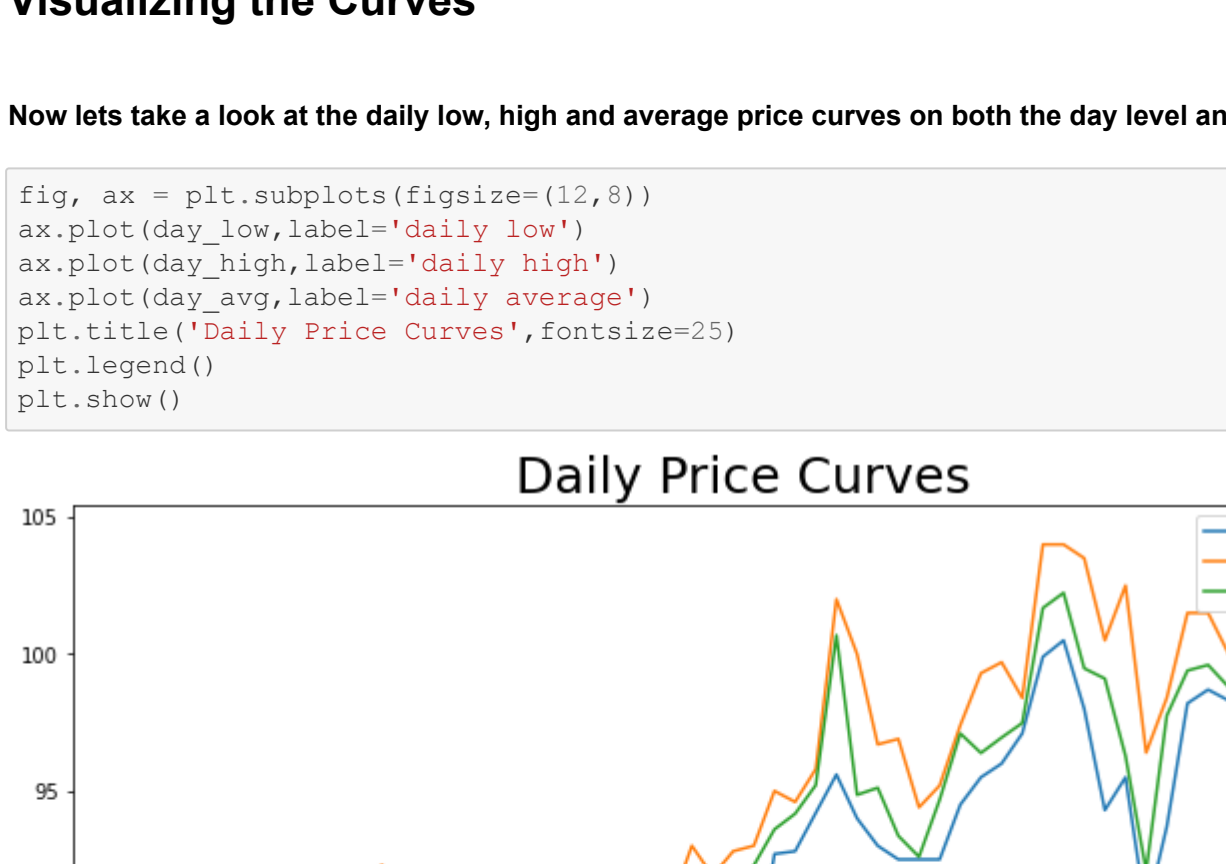 Visualizing the Curves
Now lets take a look at the daily low, high and average price curves on both the day level an
fig, ax = plt.subplots(figsize=(12,8))
ax.plot(day_low,label='daily low')
ax.plot(day_high,label='daily high')
ax.plot(day_avg,label='daily average')
plt.title('Daily Price Curves',fontsize=25)
plt.legend()
plt.show()
Daily Price Curves
105
100
95